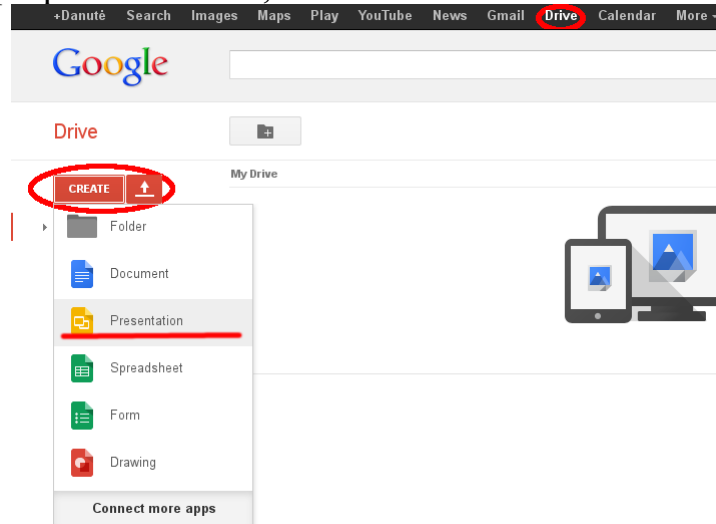 +Danutė Search Images Maps Play YouTube News Gmail Drive Calendar More
Google
Drive
My Drive
CREATE
Folder
Document
Presentation
Spreadsheet
Form
Drawing
Connect more apps